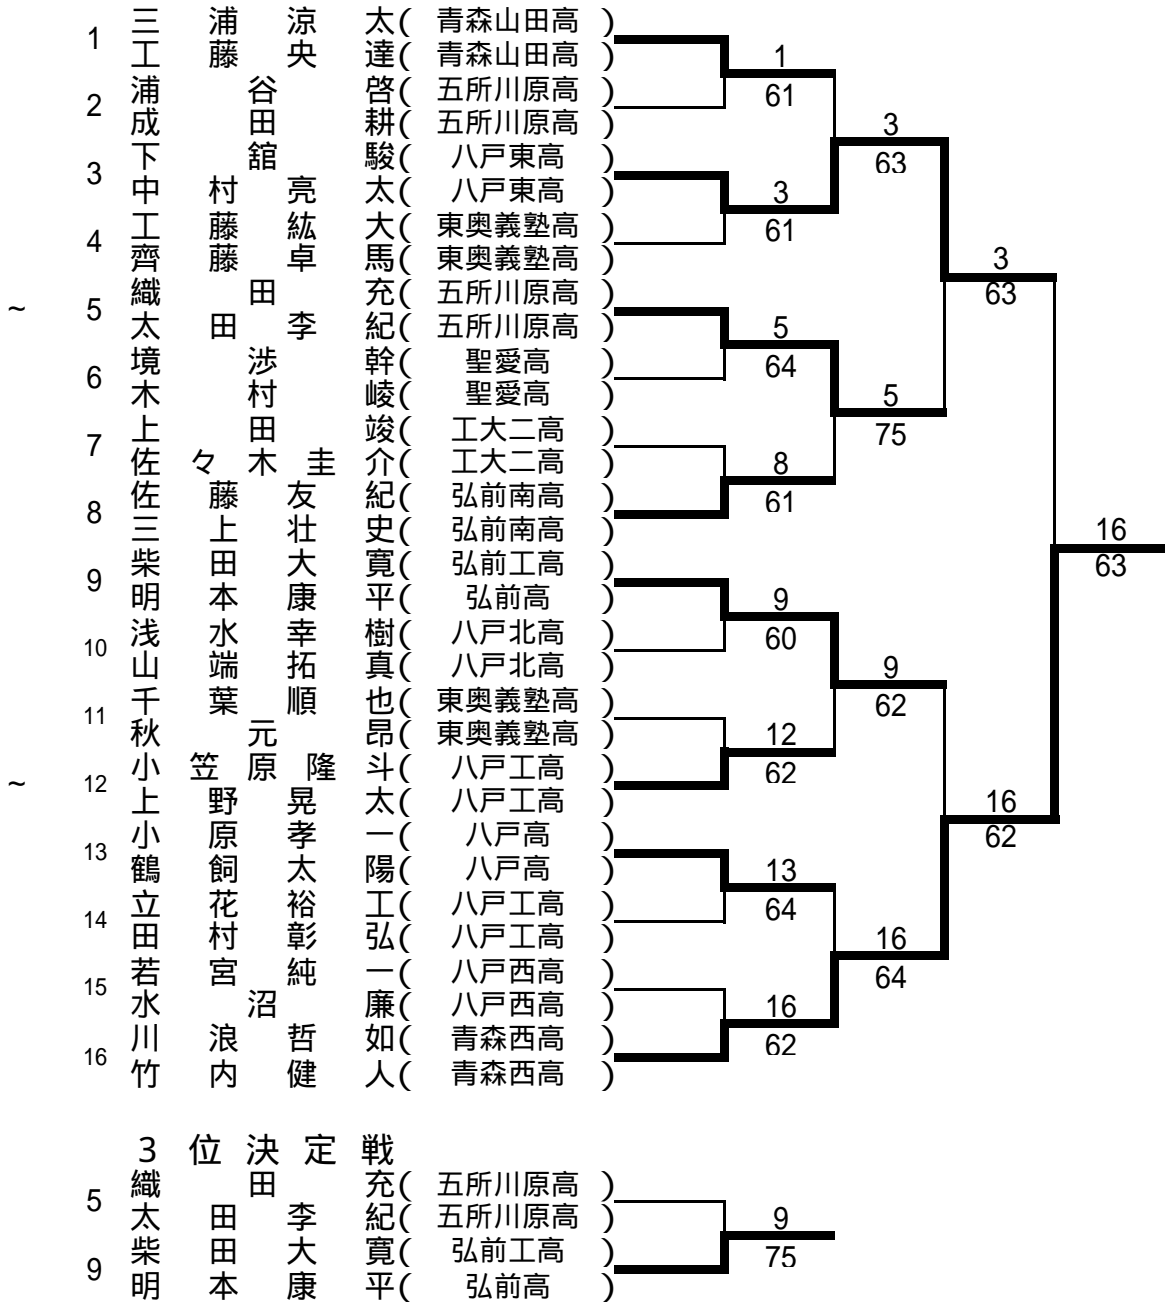 三浦涼太(青森山田高)
1
工藤央達(青森山田高)
1
61
浦谷啓(五所川原高)
2
成田耕(五所川原高)
3
63
下舘駿(八戸東高)
3
中村亮太(八戸東高)
3
61
工藤紘大(東奥義塾高)
4
齊藤卓馬(東奥義塾高)
3
63
織田充(五所川原高)
~ 5
太田李紀(五所川原高)
5
64
境渉幹(聖愛高)
6
木村崚(聖愛高)
5
75
上田竣(工大二高)
7
佐々木圭介(工大二高)
8
61
佐藤友紀(弘前南高)
8
三上壮史(弘前南高)
16
63
柴田大寛(弘前工高)
9
明本康平(弘前高)
9
60
浅水幸樹(八戸北高)
10
山端拓真(八戸北高)
9
62
千葉順也(東奥義塾高)
11
秋元昂(東奥義塾高)
12
62
小笠原隆斗(八戸工高)
~ 12
上野晃太(八戸工高)
16
62
小原孝一(八戸高)
13
鶴飼太陽(八戸高)
13
64
立花裕工(八戸工高)
14
田村彰弘(八戸工高)
16
64
若宮純一(八戸西高)
15
水沼廉(八戸西高)
16
62
川浪哲如(青森西高)
16
竹内健人(青森西高)
3位決定戦
織田充(五所川原高)
5
太田李紀(五所川原高)
9
75
柴田大寛(弘前工高)
9
明本康平(弘前高)